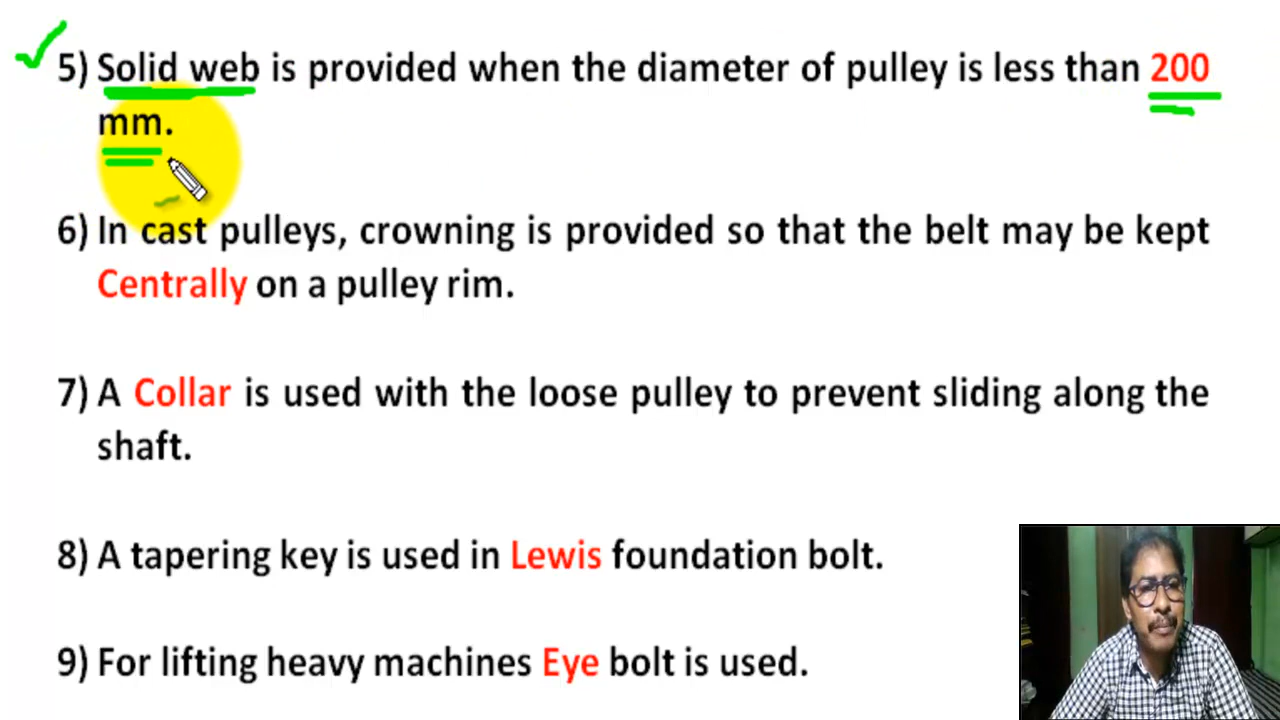 5) Solid web is provided when the diameter of pulley is less than 200
mm.
6) In cast pulleys, crowning is provided so that the belt may be kept
Centrally on a pulley rim.
7) A Collar is used with the loose pulley to prevent sliding along the
shaft.
8) A tapering key is used in Lewis foundation bolt.
9) For lifting heavy machines Eye bolt is used.